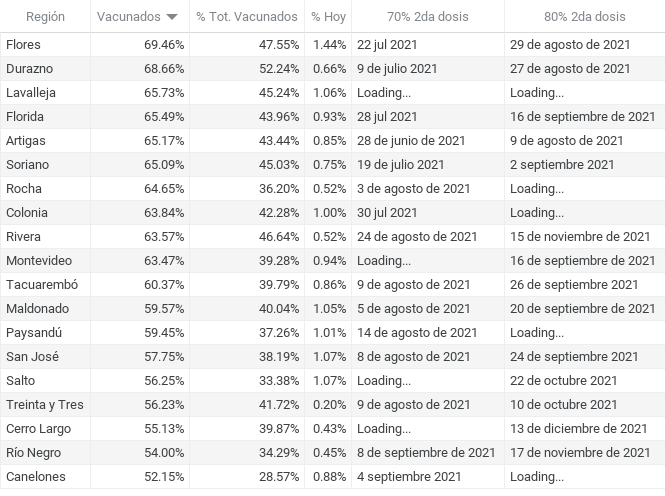 Región Vacunados % Tot. Vacunados % Hoy 70% 2da dosis 80% 2da dosis
Flores 69.46% 47.55% 1.44% 22 jul 2021 29 de agosto de 2021
Durazno 68.66% 52.24% 0.66% 9 de julio 2021 27 de agosto de 2021
Lavalleja 65.73% 45.24% 1.06% Loading... Loading...
Florida 65.49% 43.96% 0.93% 28 jul 2021 16 de septiembre de 2021
Artigas 65.17% 43.44% 0.85% 28 de junio de 2021 9 de agosto de 2021
Soriano 65.09% 45.03% 0.75% 19 de julio 2021 2 septiembre 2021
Rocha 64.65% 36.20% 0.52% 3 de agosto de 2021 Loading...
Colonia 63.84% 42.28% 1.00% 30 jul 2021 Loading...
Rivera 63.57% 46.64% 0.52% 24 de agosto de 2021 15 de noviembre de 2021
Montevideo 63.47% 39.28% 0.94% Loading... 16 de septiembre de 2021
Tacuarembó 60.37% 39.79% 0.86% 9 de agosto de 2021 26 de septiembre 2021
Maldonado 59.57% 40.04% 1.05% 5 de agosto de 2021 20 de septiembre de 2021
Paysandú 59.45% 37.26% 1.01% 14 de agosto de 2021 Loading...
San José 57.75% 38.19% 1.07% 8 de agosto de 2021 24 de septiembre 2021
Salto 56.25% 33.38% 1.07% Loading... 22 de octubre 2021
Treinta y Tres 56.23% 41.72% 0.20% 9 de agosto de 2021 10 de octubre 2021
Cerro Largo 55.13% 39.87% 0.43% Loading... 13 de diciembre de 2021
Río Negro 54.00% 34.29% 0.45% 8 de septiembre de 2021 17 de noviembre de 2021
Canelones 52.15% 28.57% 0.88% 4 septiembre 2021 Loading...